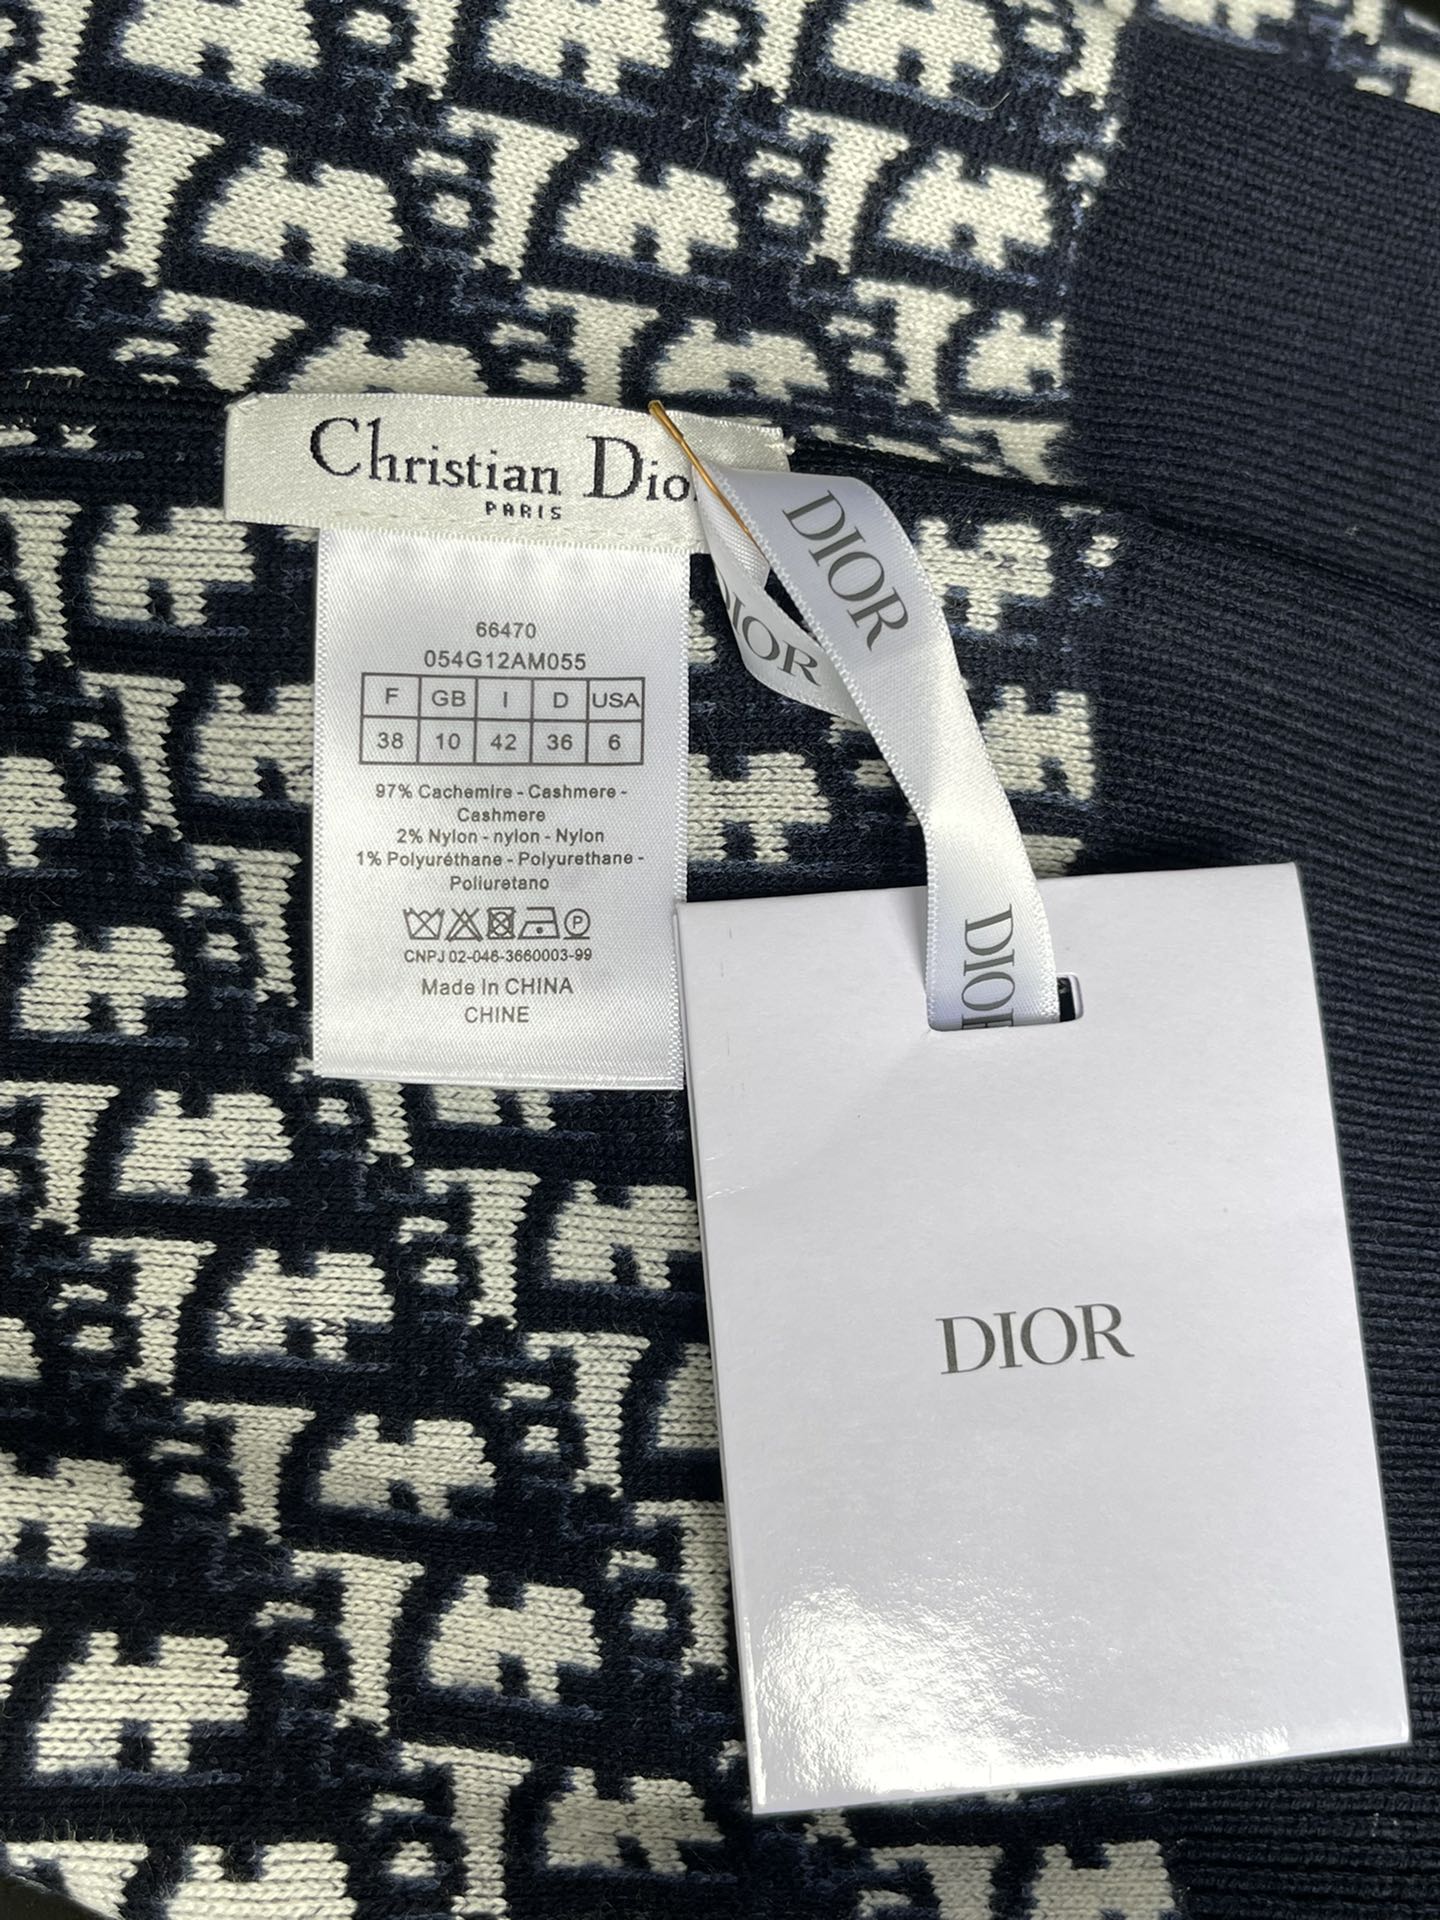 Christian Dio
PARIS
DIOR
DIOR
66470
054G12AM055
F GB I D USA
38 10 42 36 6
97% Cachemire - Cashmere -
Cashmere
2% Nylon - nylon - Nylon
1% Polyuréthane - Polyurethane -
Poliuretano
P
CNPJ 02-046-3660003-99
Made In CHINA
CHINE
DIOR
DIOR